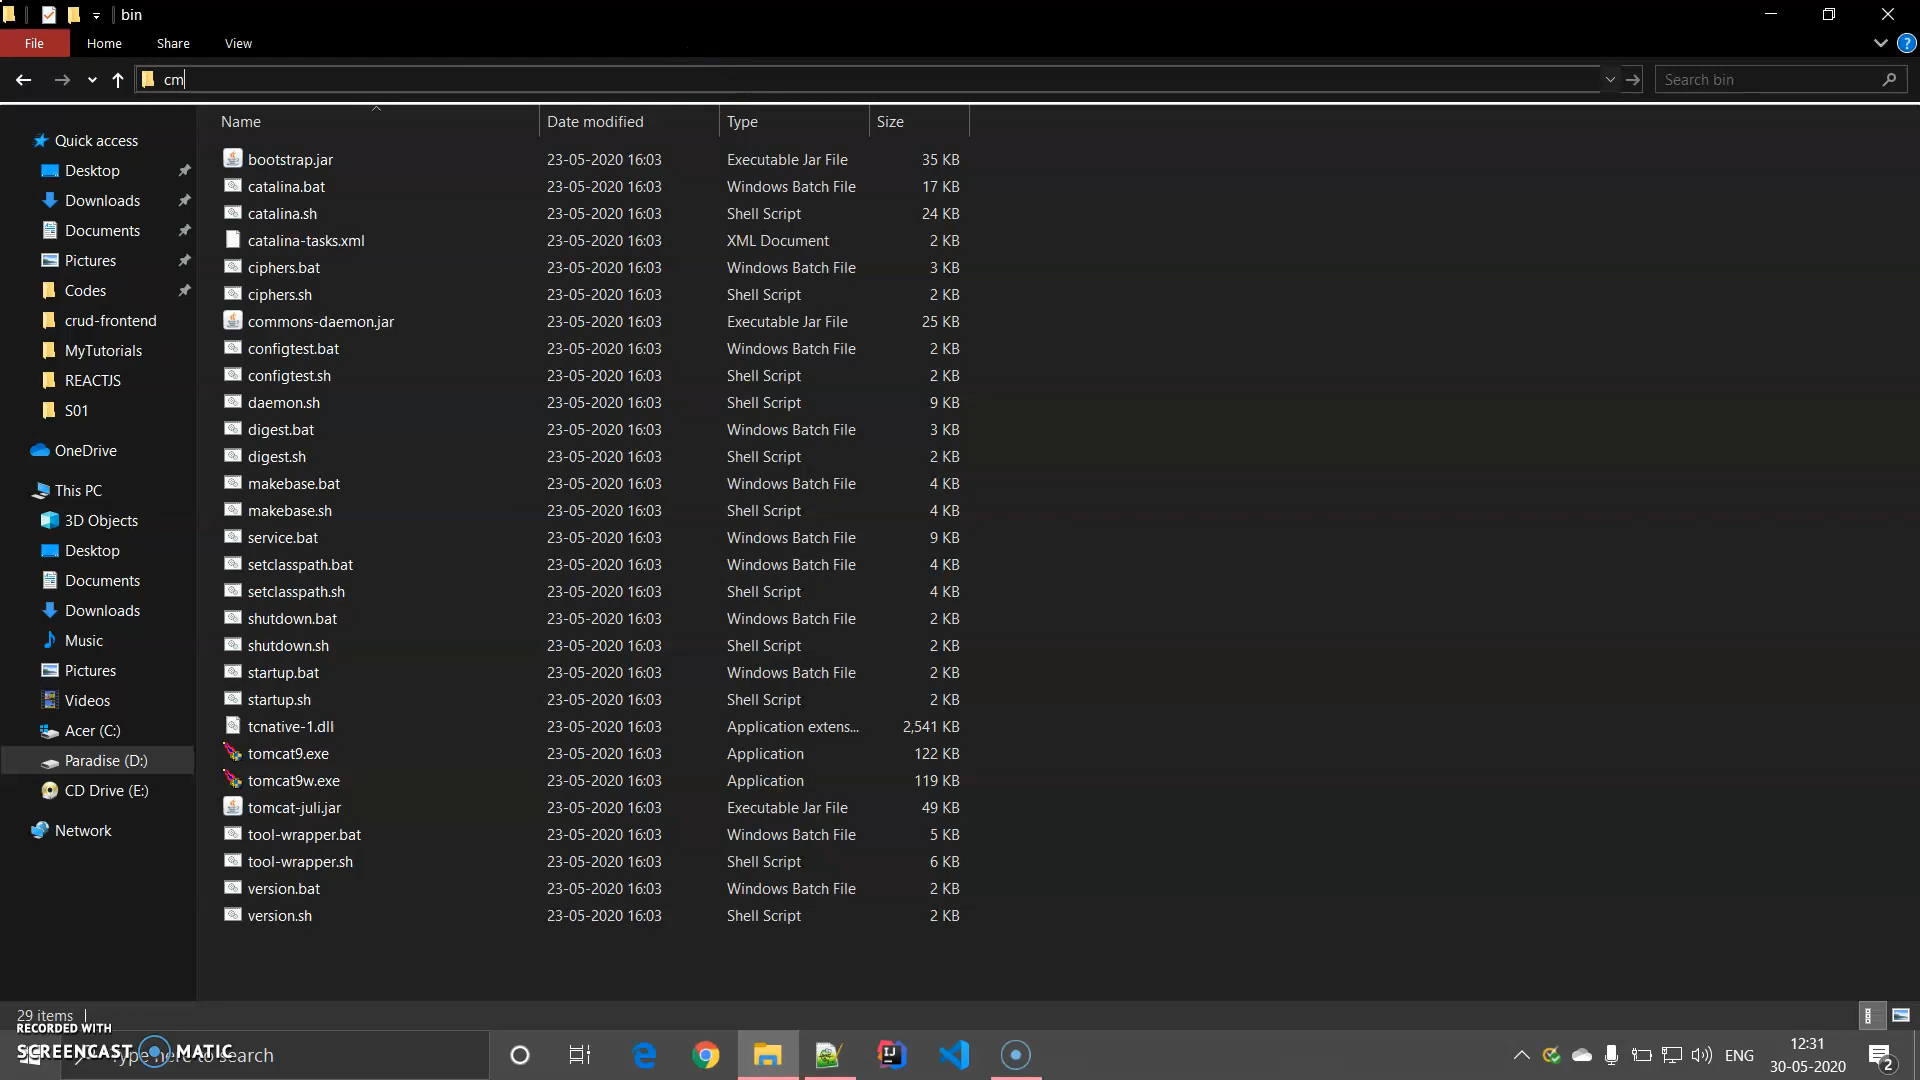 bin
File Home Share View
cm
Search bin
Name Date modified Type Size
Quick access
Desktop
Downloads
Documents
Pictures
Codes
crud-frontend
MyTutorials
REACTJS
S01
OneDrive
This PC
3D Objects
Desktop
Documents
Downloads
Music
Pictures
Videos
Acer (C:)
Paradise (D:)
CD Drive (E:)
Network
bootstrap.jar 23-05-2020 16:03 Executable Jar File 35 KB
catalina.bat 23-05-2020 16:03 Windows Batch File 17 KB
catalina.sh 23-05-2020 16:03 Shell Script 24 KB
catalina-tasks.xml 23-05-2020 16:03 XML Document 2 KB
ciphers.bat 23-05-2020 16:03 Windows Batch File 3 KB
ciphers.sh 23-05-2020 16:03 Shell Script 2 KB
commons-daemon.jar 23-05-2020 16:03 Executable Jar File 25 KB
configtest.bat 23-05-2020 16:03 Windows Batch File 2 KB
configtest.sh 23-05-2020 16:03 Shell Script 2 KB
daemon.sh 23-05-2020 16:03 Shell Script 9 KB
digest.bat 23-05-2020 16:03 Windows Batch File 3 KB
digest.sh 23-05-2020 16:03 Shell Script 2 KB
makebase.bat 23-05-2020 16:03 Windows Batch File 4 KB
makebase.sh 23-05-2020 16:03 Shell Script 4 KB
service.bat 23-05-2020 16:03 Windows Batch File 9 KB
setclasspath.bat 23-05-2020 16:03 Windows Batch File 4 KB
setclasspath.sh 23-05-2020 16:03 Shell Script 4 KB
shutdown.bat 23-05-2020 16:03 Windows Batch File 2 KB
shutdown.sh 23-05-2020 16:03 Shell Script 2 KB
startup.bat 23-05-2020 16:03 Windows Batch File 2 KB
startup.sh 23-05-2020 16:03 Shell Script 2 KB
tcnative-1.dll 23-05-2020 16:03 Application extens... 2,541 KB
tomcat9.exe 23-05-2020 16:03 Application 122 KB
tomcat9w.exe 23-05-2020 16:03 Application 119 KB
tomcat-juli.jar 23-05-2020 16:03 Executable Jar File 49 KB
tool-wrapper.bat 23-05-2020 16:03 Windows Batch File 5 KB
tool-wrapper.sh 23-05-2020 16:03 Shell Script 6 KB
version.bat 23-05-2020 16:03 Windows Batch File 2 KB
version.sh 23-05-2020 16:03 Shell Script 2 KB
29 items
RECORDED WITH
SCREENCAST MATIC
Type here to search
ENG
12:31
30-05-2020
2